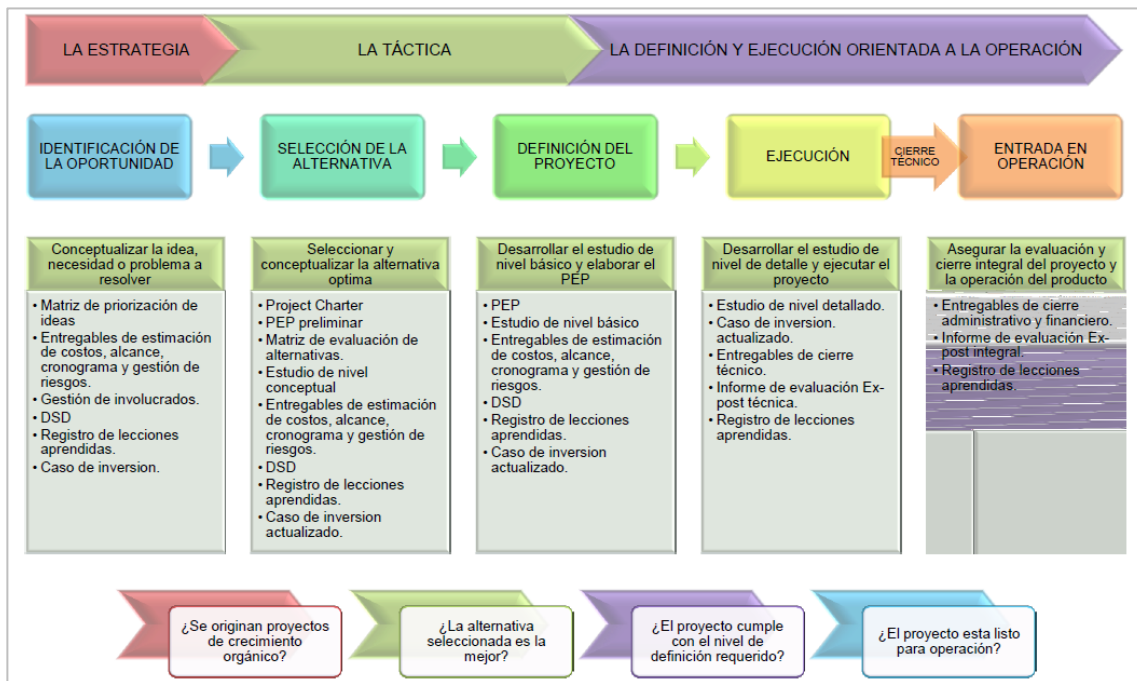 LA ESTRATEGIA
LA TÁCTICA
LA DEFINICIÓN Y EJECUCIÓN ORIENTADA A LA OPERACIÓN
IDENTIFICACIÓN DE
LA OPORTUNIDAD
SELECCIÓN DE LA
ALTERNATIVA
DEFINICIÓN DEL
PROYECTO
EJECUCIÓN
CIERRE
TÉCNICO
ENTRADA EN
OPERACIÓN
Conceptualizar la idea,
necesidad o problema a
resolver
• Matriz de priorización de
ideas
• Entregables de estimación
de costos, alcance,
cronograma y gestión de
riesgos.
• Gestión de involucrados.
• DSD
• Registro de lecciones
aprendidas.
• Caso de inversion.
Seleccionar y
conceptualizar la alternativa
optima
• Project Charter
• PEP preliminar
• Matriz de evaluación de
alternativas.
• Estudio de nivel
conceptual
• Entregables de estimación
de costos, alcance,
cronograma y gestión de
riesgos.
• DSD
• Registro de lecciones
aprendidas.
• Caso de inversion
actualizado.
Desarrollar el estudio de
nivel básico y elaborar el
PEP
• PEP
• Estudio de nivel básico
• Entregables de estimación
de costos, alcance,
cronograma y gestión de
riesgos.
• DSD
• Registro de lecciones
aprendidas.
• Caso de inversion
actualizado.
Desarrollar el estudio de
nivel de detalle y ejecutar el
proyecto
• Estudio de nivel detallado.
• Caso de inversion.
actualizado.
• Entregables de cierre
técnico.
• Informe de evaluación Ex-
post técnica.
• Registro de lecciones
aprendidas.
Asegurar la evaluación y
cierre integral del proyecto y
la operación del producto
• Entregables de cierre
administrativo y financiero.
• Informe de evaluación Ex-
post integral.
• Registro de lecciones
aprendidas.
¿Se originan proyectos
de crecimiento
orgánico?
¿La alternativa
seleccionada es la
mejor?
¿El proyecto cumple
con el nivel de
definición requerido?
¿El proyecto esta listo
para operación?